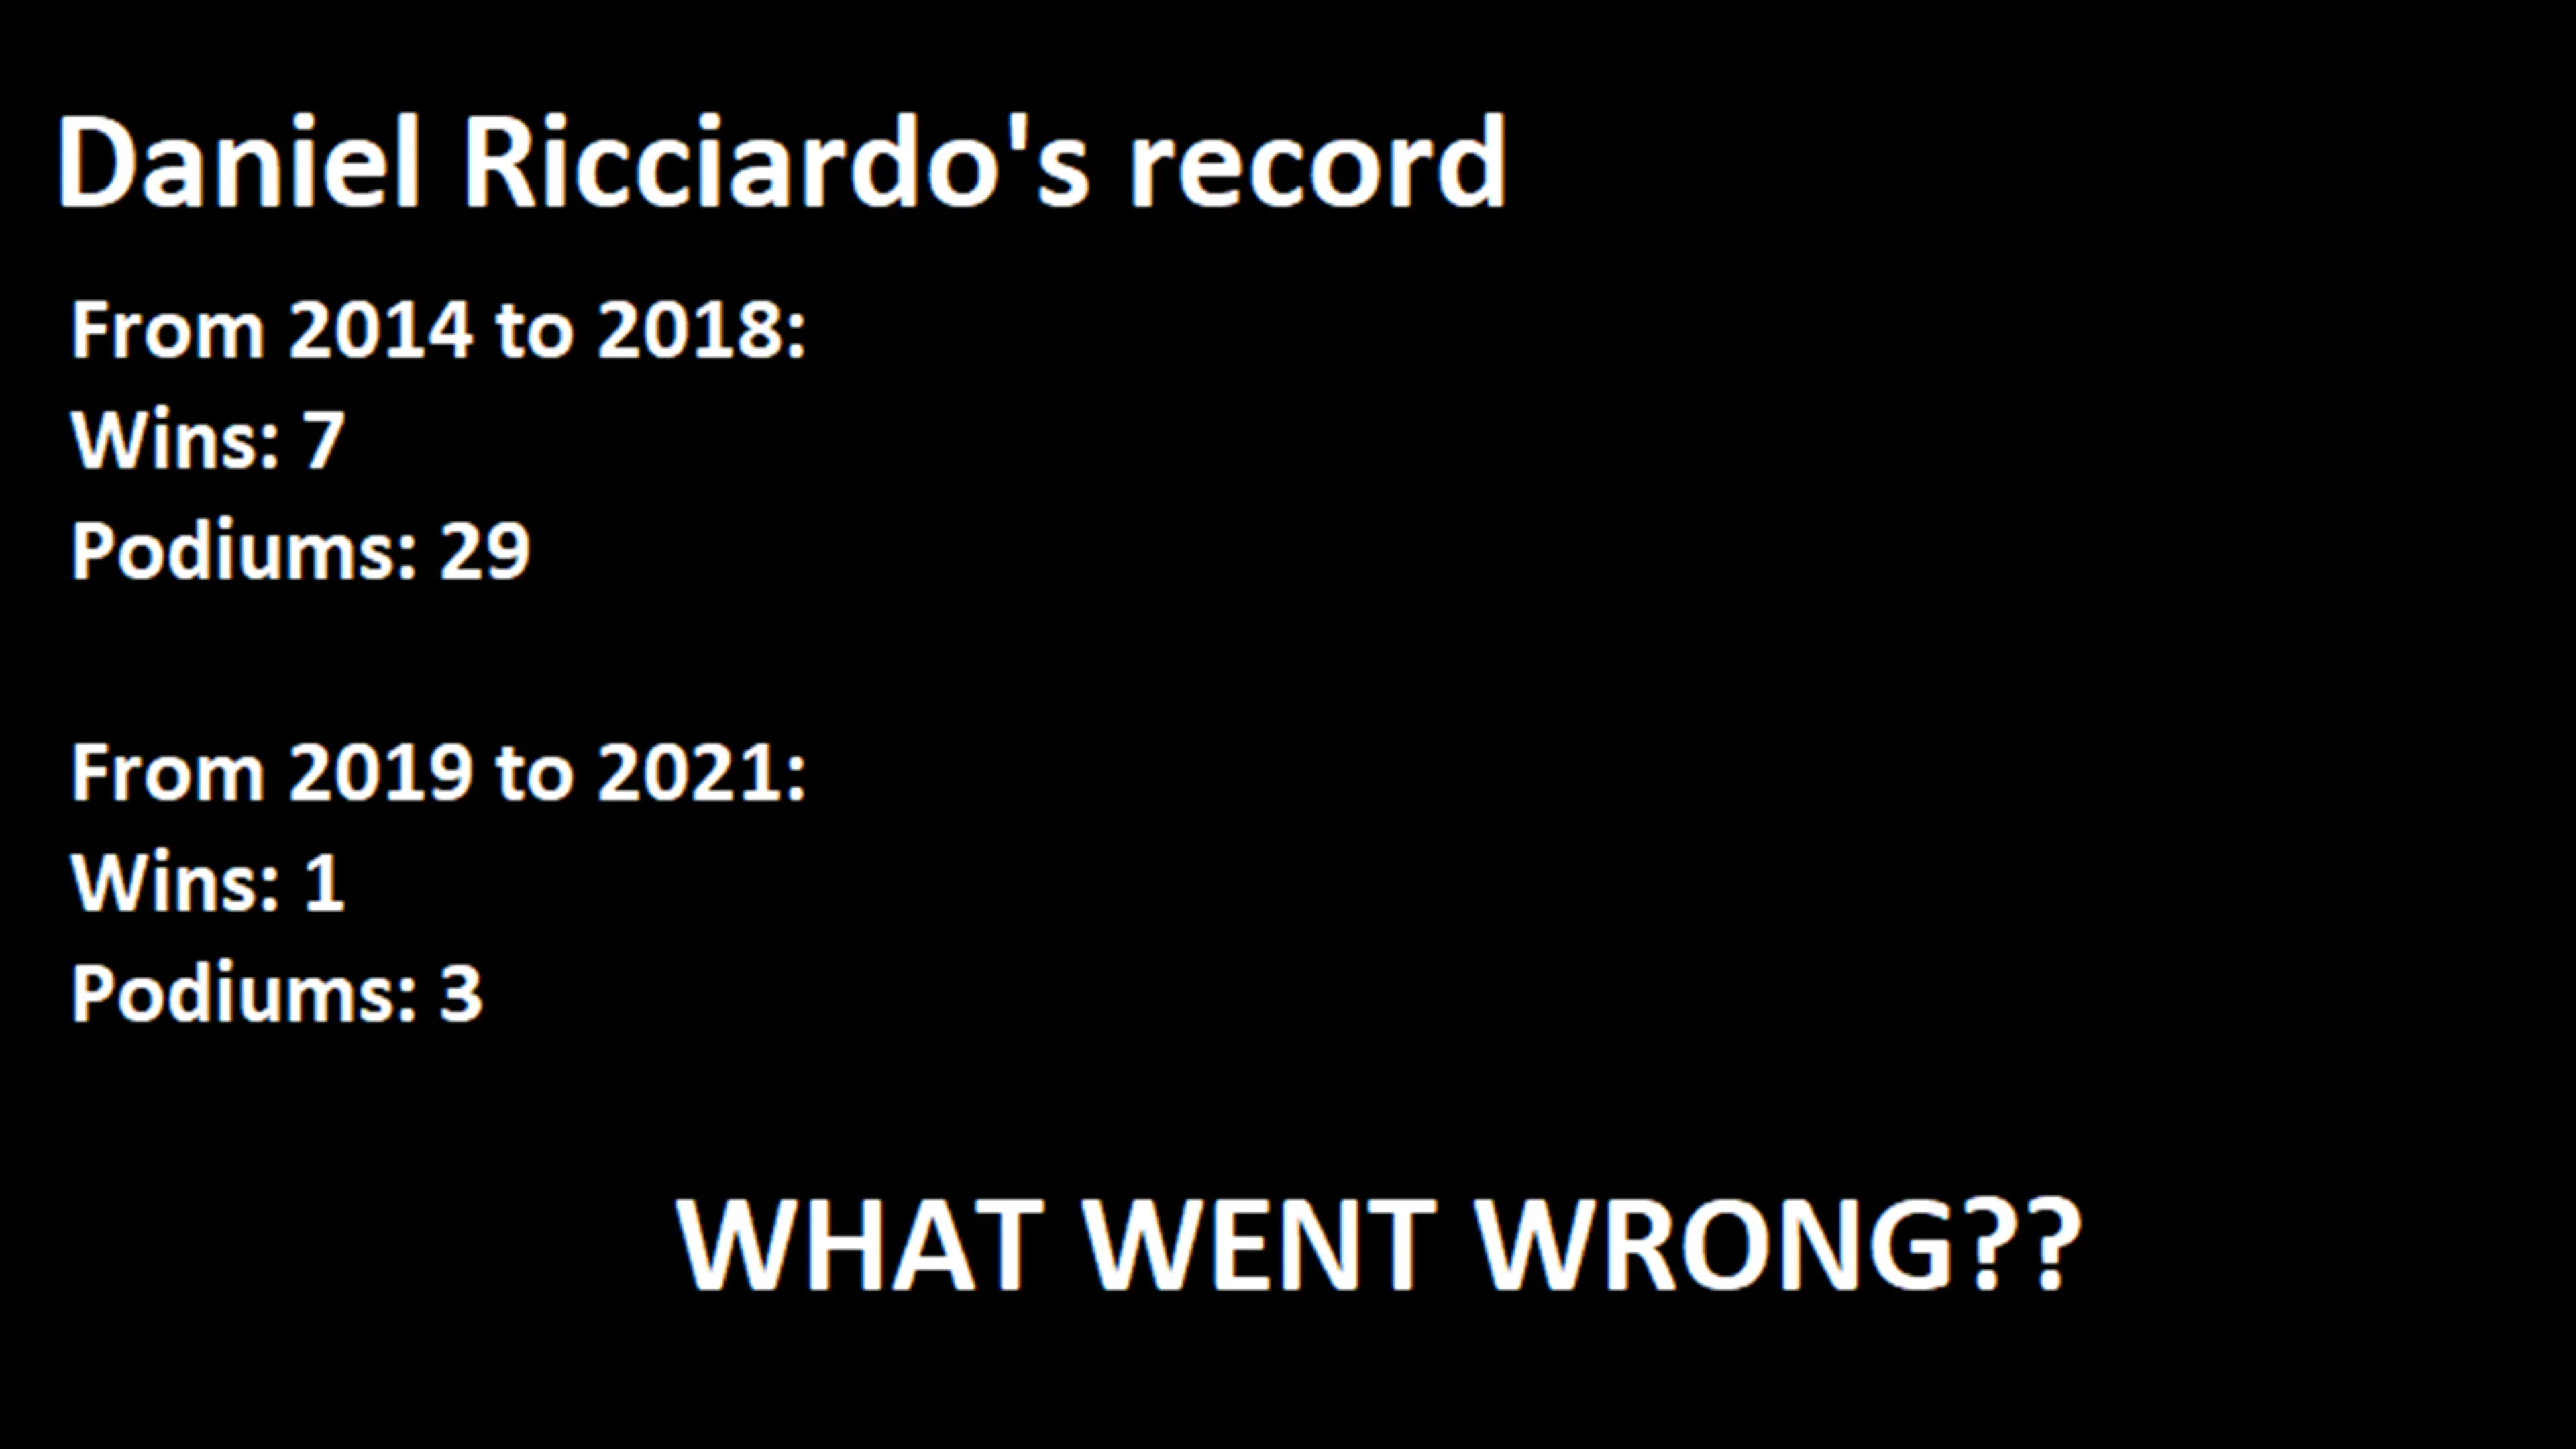 Daniel Ricciardo's record
From 2014 to 2018:
Wins: 7
Podiums: 29
From 2019 to 2021:
Wins: 1
Podiums: 3
WHAT WENT WRONG??